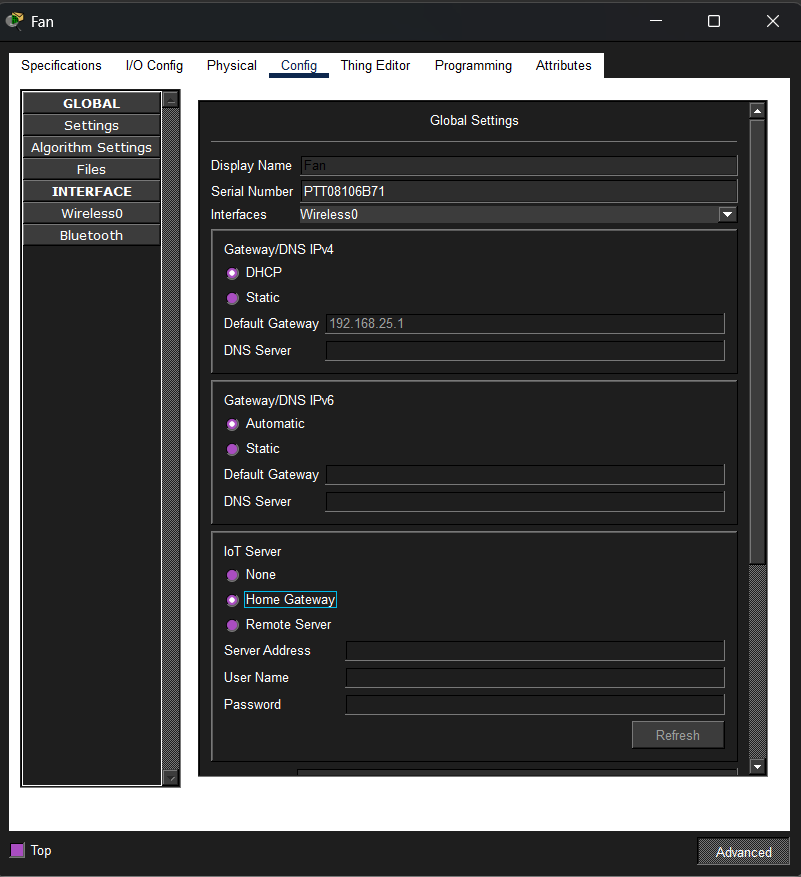 Fan
Specifications I/O Config Physical Config Thing Editor Programming Attributes
GLOBAL
Settings
Algorithm Settings
Files
INTERFACE
Wireless0
Bluetooth
Global Settings
Display Name Fan
Serial Number PTT08106B71
Interfaces Wireless0
Gateway/DNS IPv4
DHCP
Static
Default Gateway 192.168.25.1
DNS Server
Gateway/DNS IPv6
Automatic
Static
Default Gateway
DNS Server
IoT Server
None
Home Gateway
Remote Server
Server Address
User Name
Password
Refresh
Top
Advanced